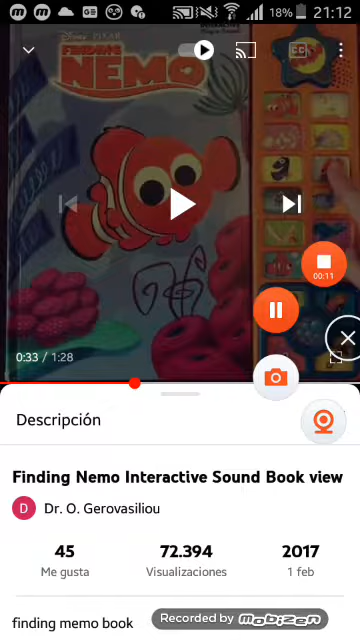 18% 21:12
Disney PIXAR
FINDING
NEMO
CC
00:11
0:33 / 1:28
Descripción
Finding Nemo Interactive Sound Book view
D Dr. O. Gerovasiliou
45 72.394 2017
Me gusta Visualizaciones 1 feb
finding memo book
Recorded by mobizen